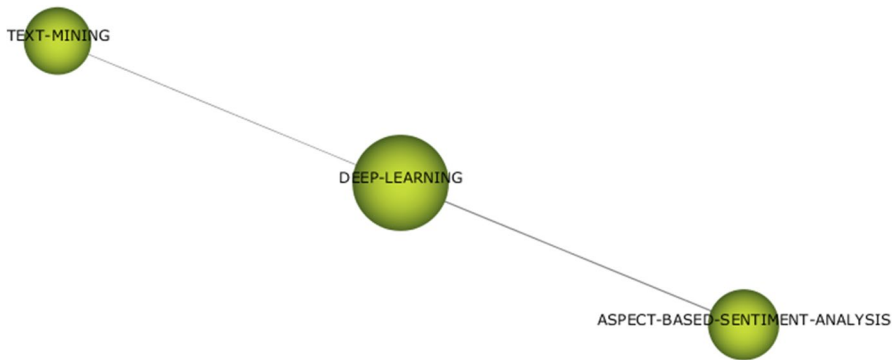 TEXT-MINING
DEEP-LEARNING
ASPECT-BASED-SENTIMENT-ANALYSIS